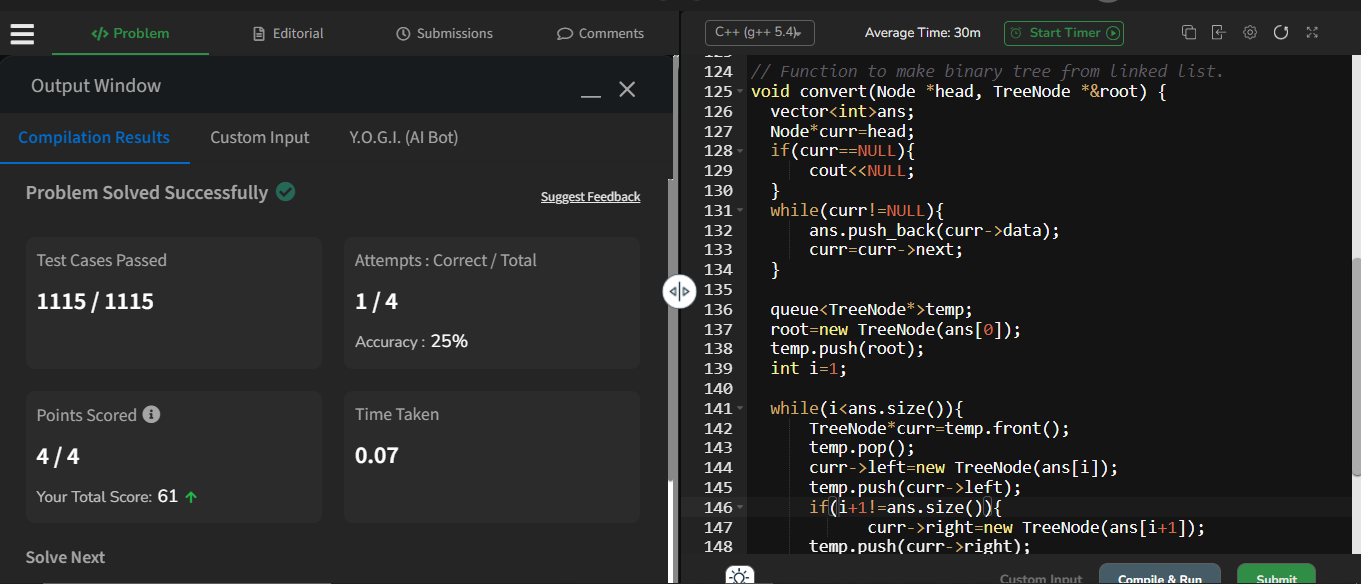 </> Problem
Editorial
Submissions
Comments
Output Window
Compilation Results
Custom Input
Y.O.G.I. (AI Bot)
Problem Solved Successfully
Suggest Feedback
Test Cases Passed
1115 / 1115
Attempts : Correct / Total
1 / 4
Accuracy : 25%
Points Scored
4 / 4
Your Total Score: 61
Time Taken
0.07
Solve Next
C++ (g++ 5.4)
Average Time: 30m
Start Timer
124 // Function to make binary tree from linked list.
125 void convert(Node *head, TreeNode *&root) {
126 vector<int>ans;
127 Node*curr=head;
128 if(curr==NULL){
129 cout<<NULL;
130 }
131 while(curr!=NULL){
132 ans.push_back(curr->data);
133 curr=curr->next;
134 }
135
136 queue<TreeNode*>temp;
137 root=new TreeNode(ans[0]);
138 temp.push(root);
139 int i=1;
140
141 while(i<ans.size()){
142 TreeNode*curr=temp.front();
143 temp.pop();
144 curr->left=new TreeNode(ans[i]);
145 temp.push(curr->left);
146 if(i+1!=ans.size()){
147 curr->right=new TreeNode(ans[i+1]);
148 temp.push(curr->right);
Custom Input
Compile & Run
Submit